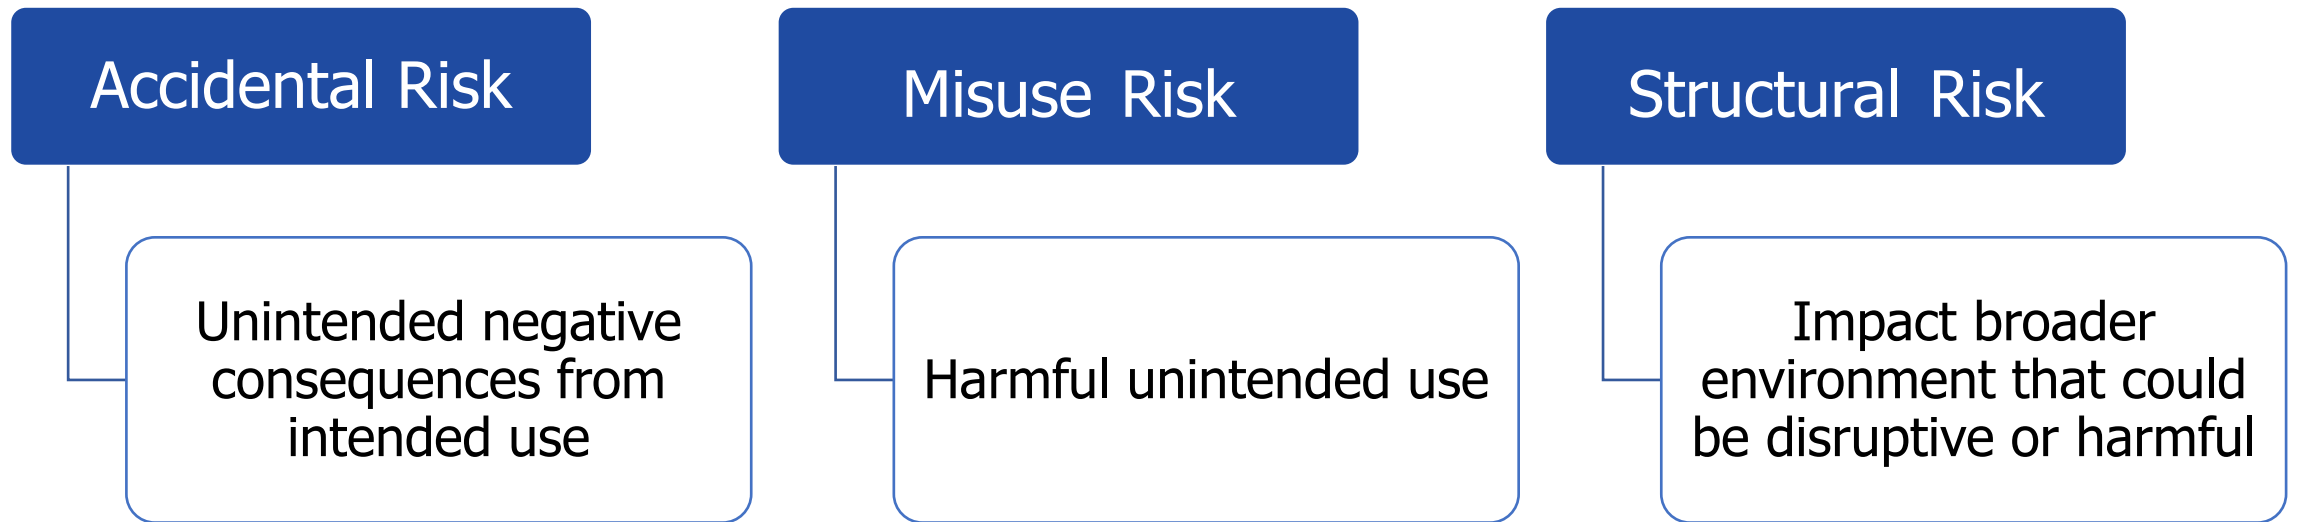 Accidental Risk
Unintended negative
consequences from
intended use
Misuse Risk
Harmful unintended use
Structural Risk
Impact broader
environment that could
be disruptive or harmful